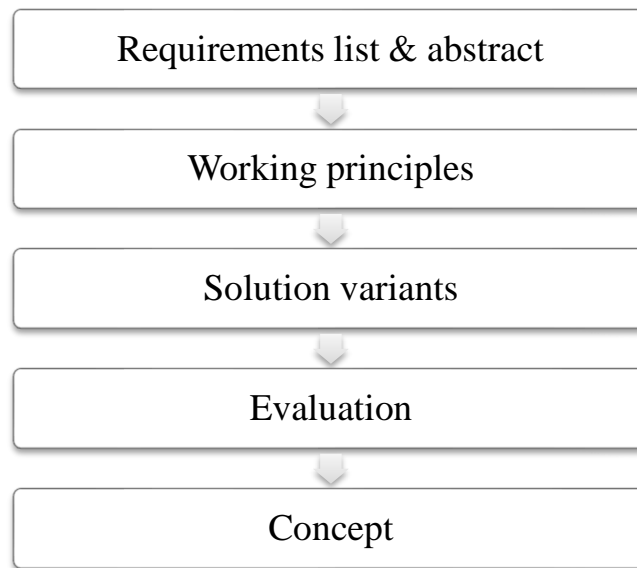 Requirements list & abstract
Working principles
Solution variants
Evaluation
Concept